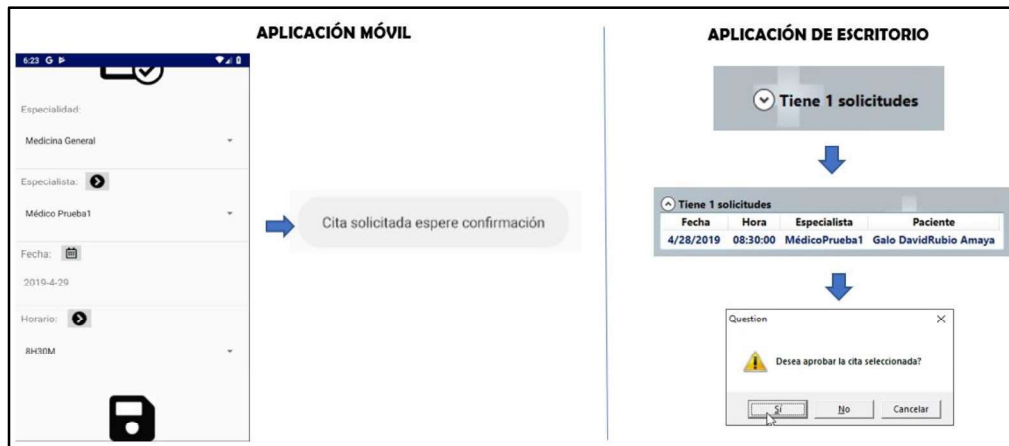 APLICACIÓN MÓVIL
6:23 G
Especialidad:
Medicina General
Especialista:
Médico Prueba1
Fecha:
2019-4-29
Horario:
8H30M
Cita solicitada espere confirmación
APLICACIÓN DE ESCRITORIO
Tiene 1 solicitudes
Tiene 1 solicitudes
Fecha Hora Especialista Paciente
4/28/2019 08:30:00 MédicoPrueba1 Galo DavidRubio Amaya
Question
Desea aprobar la cita seleccionada?
Sí No Cancelar